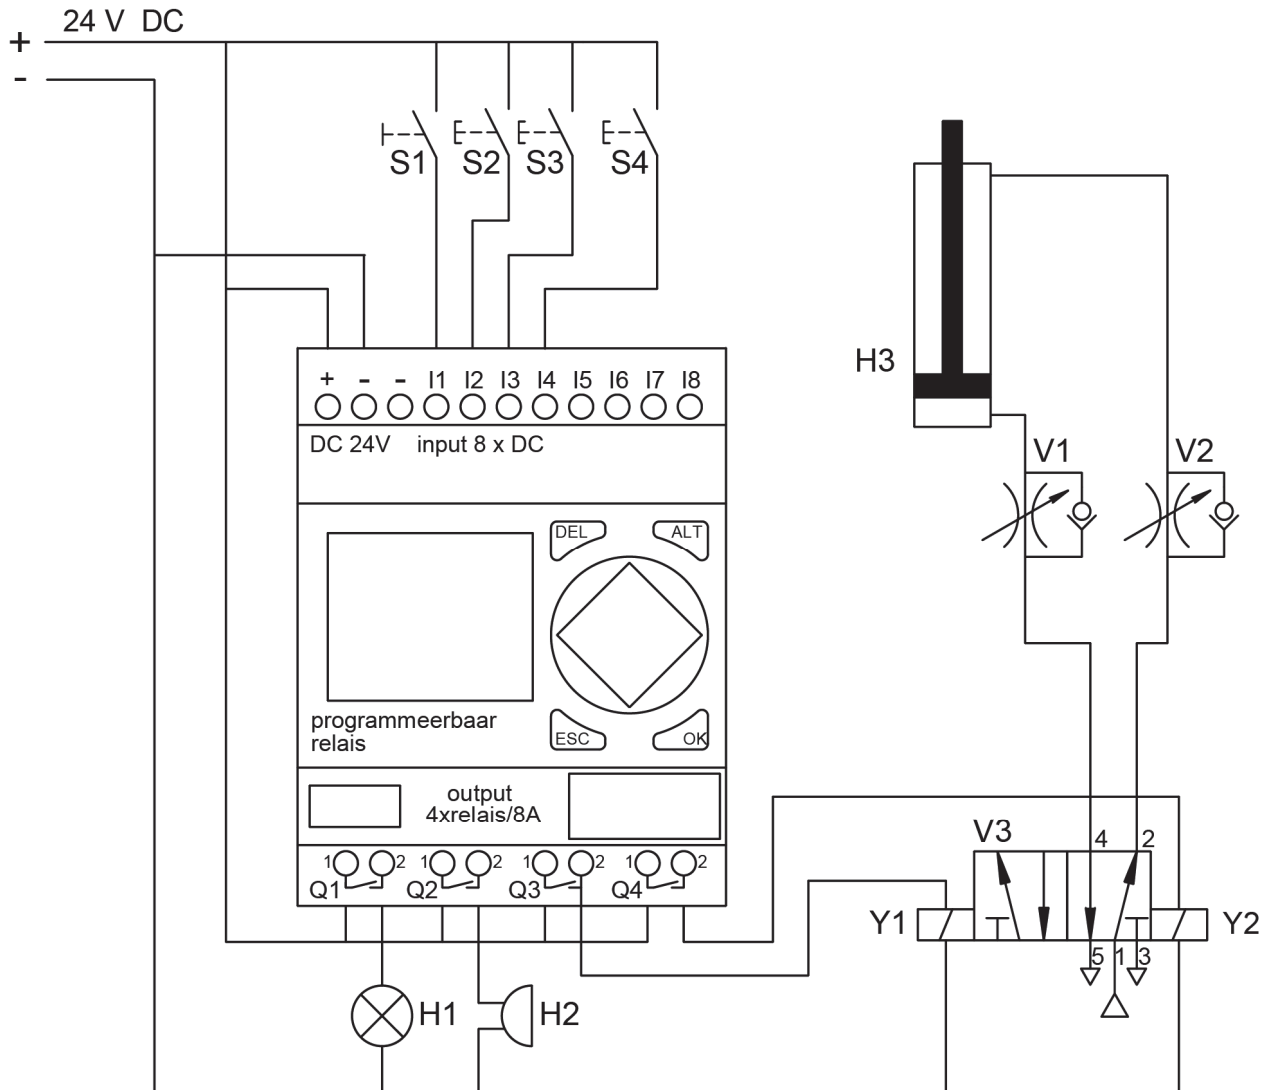 24 V DC
+
-
S1 S2 S3 S4
H3
+ - - I1 I2 I3 I4 I5 I6 I7 I8
DC 24V input 8 x DC
V1 V2
DEL ALT
programmeerbaar
relais
ESC OK
output
4xrelais/8A
V3 4 2
1 2 1 2 1 2 1 2
Q1 Q2 Q3 Q4
Y1 Y2
5 1 3
H1 H2